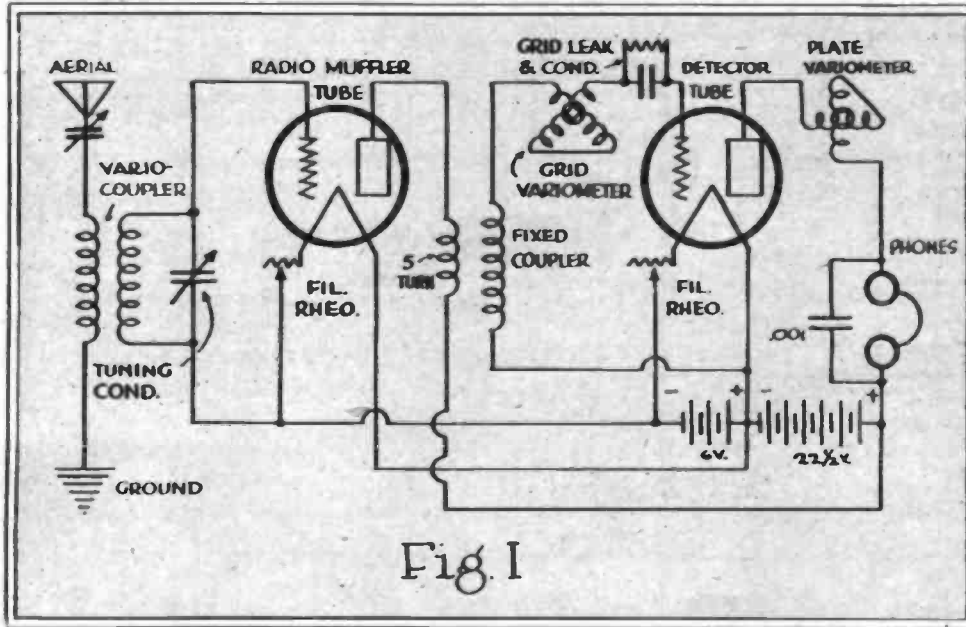 AERIAL
RADIO MUFFLER
TUBE
GRID LEAK
& COND.
DETECTOR
TUBE
PLATE
VARIOMETER
VARIO-
COUPLER
GRID
VARIOMETER
5
TURN
FIXED
COUPLER
PHONES
FIL.
RHEO.
FIL.
RHEO.
.001
TUNING
COND.
- + - +
6V.
22½V.
GROUND
Fig. 1